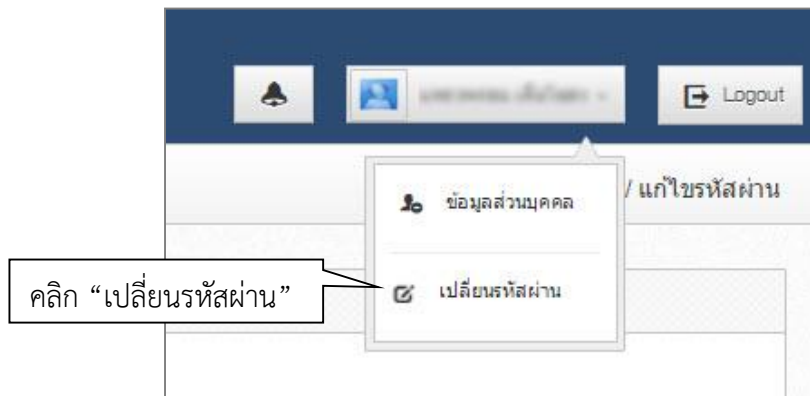 Logout
/ แก้ไขรหัสผ่าน
ข้อมูลส่วนบุคคล
คลิก “เปลี่ยนรหัสผ่าน”
เปลี่ยนรหัสผ่าน